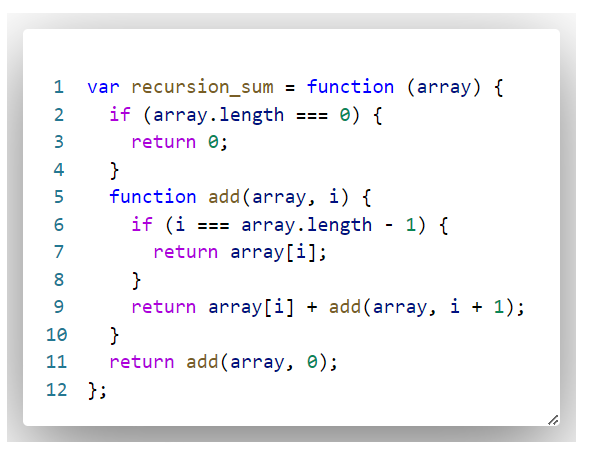 1 var recursion_sum = function (array) {
2   if (array.length === 0) {
3     return 0;
4   }
5   function add(array, i) {
6     if (i === array.length - 1) {
7       return array[i];
8     }
9     return array[i] + add(array, i + 1);
10   }
11   return add(array, 0);
12 };